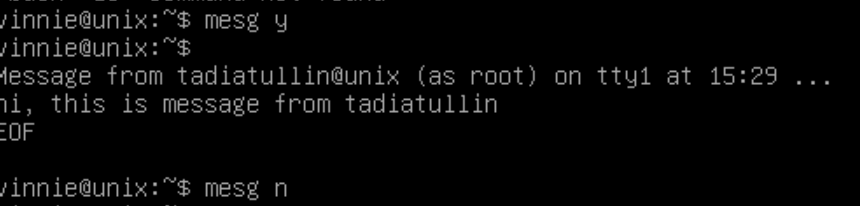 vinnie@unix:~$ mesg y
vinnie@unix:~$
Message from tadiatullin@unix (as root) on tty1 at 15:29 ...
hi, this is message from tadiatullin
EOF
vinnie@unix:~$ mesg n